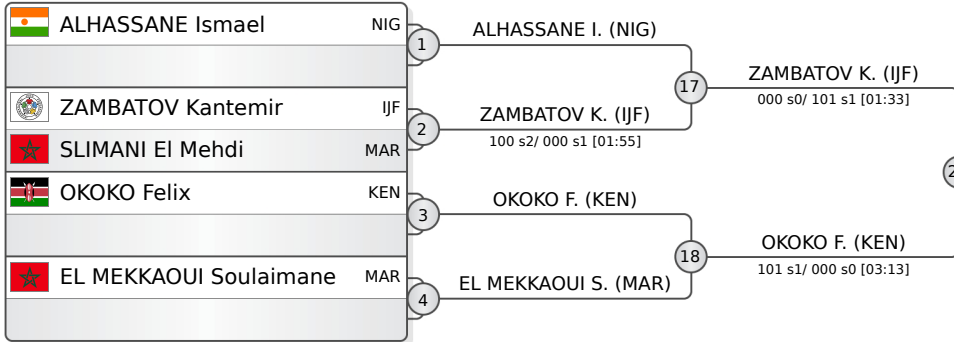 ALHASSANE Ismael NIG
1
ALHASSANE I. (NIG)
17
ZAMBATOV K. (IJF)
000 s0/ 101 s1 [01:33]
ZAMBATOV Kantemir IJF
2
ZAMBATOV K. (IJF)
100 s2/ 000 s1 [01:55]
SLIMANI El Mehdi MAR
OKOKO Felix KEN
3
OKOKO F. (KEN)
18
OKOKO F. (KEN)
101 s1/ 000 s0 [03:13]
EL MEKKAOUI Soulaimane MAR
4
EL MEKKAOUI S. (MAR)